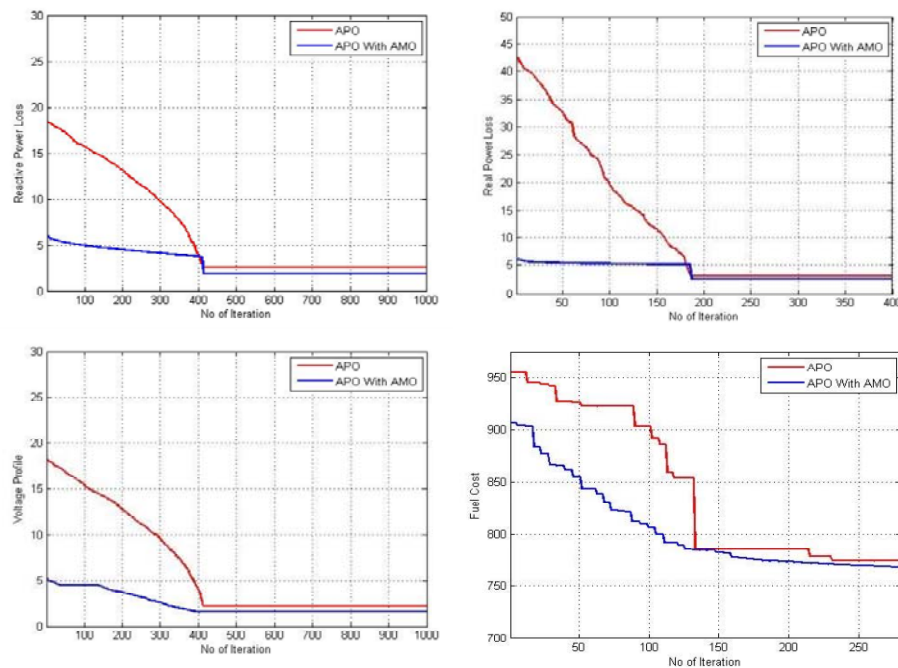 30
25
20
15
10
5
0
Reactive Power Loss
APO
APO With AMO
100 200 300 400 500 600 700 800 900 1000
No of Iteration
50
45
40
35
30
25
20
15
10
5
0
Real Power Loss
APO
APO With AMO
50 100 150 200 250 300 350 400
No of Iteration
30
25
20
15
10
5
0
Voltage Profile
APO
APO With AMO
100 200 300 400 500 600 700 800 900 1000
No of Iteration
950
900
850
800
750
700
Fuel Cost
APO
APO With AMO
50 100 150 200 250
No of Iteration